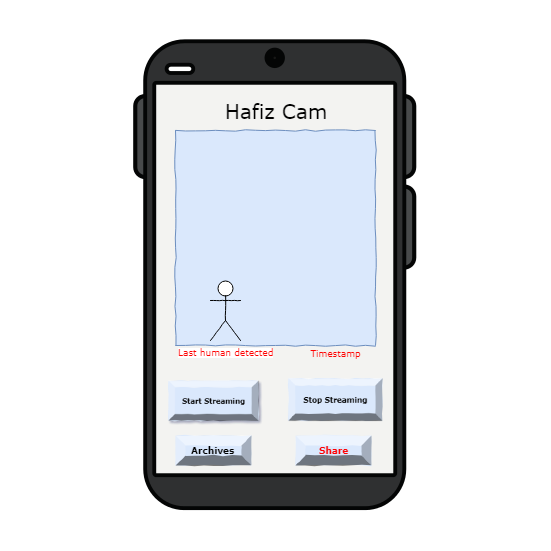 Hafiz Cam
Last human detected
Timestamp
Start Streaming
Stop Streaming
Archives
Share